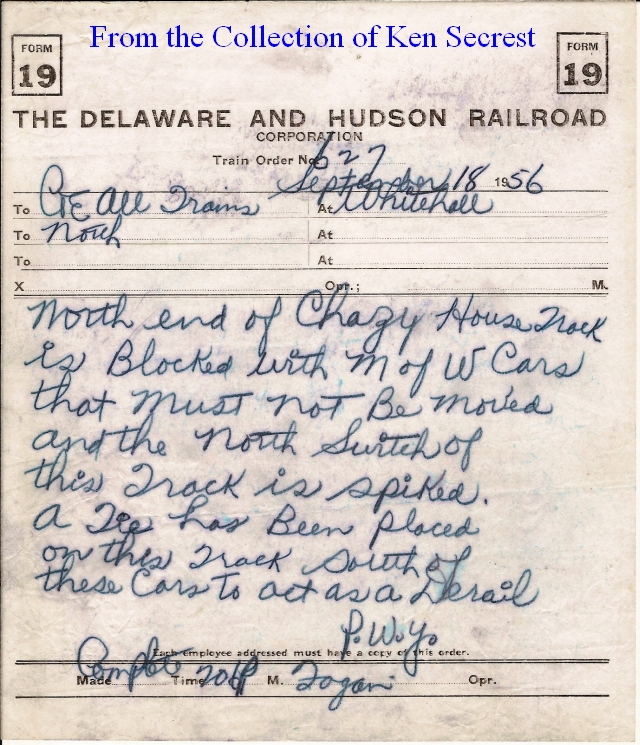 From the Collection of Ken Secrest
FORM
19
FORM
19
THE DELAWARE AND HUDSON RAILROAD
CORPORATION
Train Order No. 627
September 18 1956
To C&E All Trains At Whitehall
To North At
To At
X Opr.; M.
North end of Chazy House Track
is Blocked with M of W Cars
that Must not Be moved
and the North Switch of
this Track is spiked.
A Tie has Been placed
on this Track South of
these Cars to act as a Derail
P.W.Y.
Each employee addressed must have a copy of this order.
Made Complete Time 701 P M. Opr.